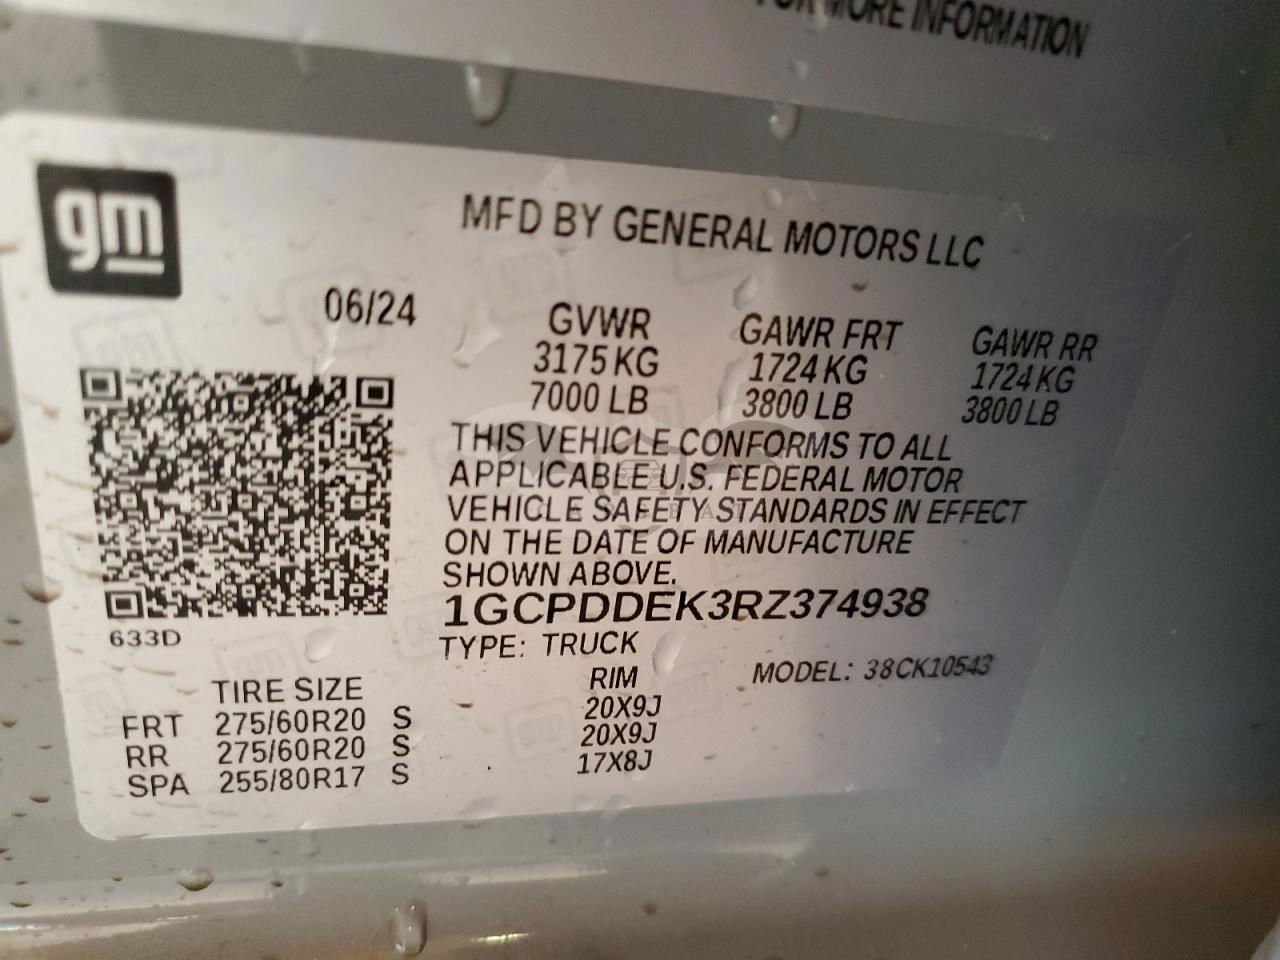 FOR MORE INFORMATION
gm
MFD BY GENERAL MOTORS LLC
06/24
GVWR GAWR FRT GAWR RR
3175 KG 1724 KG 1724 KG
7000 LB 3800 LB 3800 LB
THIS VEHICLE CONFORMS TO ALL
APPLICABLE U.S. FEDERAL MOTOR
VEHICLE SAFETY STANDARDS IN EFFECT
ON THE DATE OF MANUFACTURE
SHOWN ABOVE.
1GCPDDEK3RZ374938
633D
TYPE: TRUCK
MODEL: 38CK10543
TIRE SIZE RIM
FRT 275/60R20 S 20X9J
RR 275/60R20 S 20X9J
SPA 255/80R17 S 17X8J